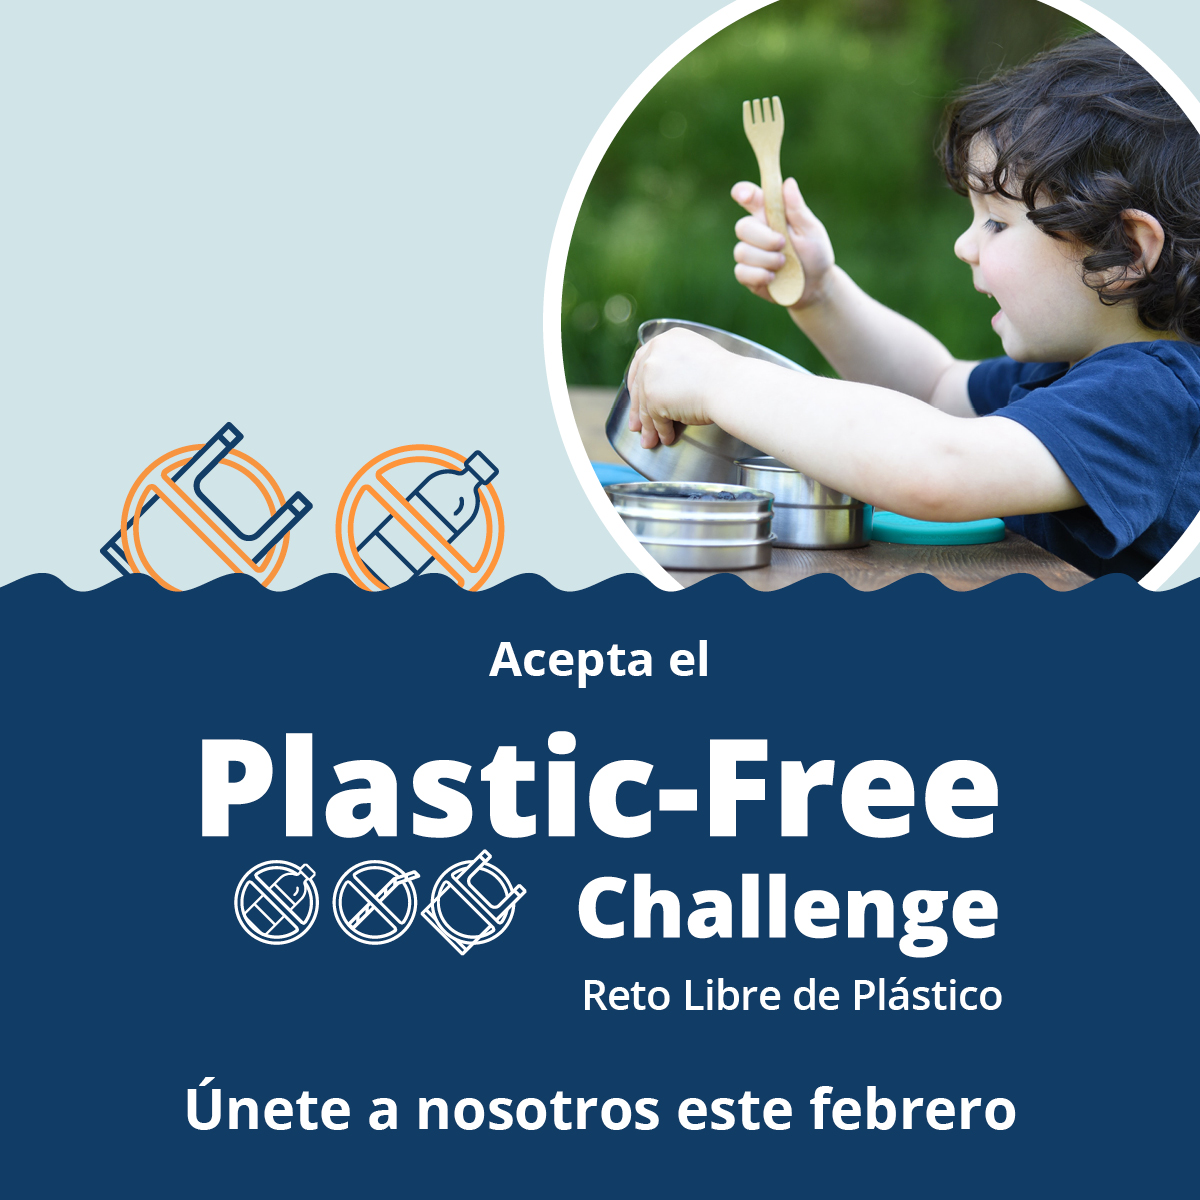 Acepta el
Plastic-Free
Challenge
Reto Libre de Plástico
Únete a nosotros este febrero